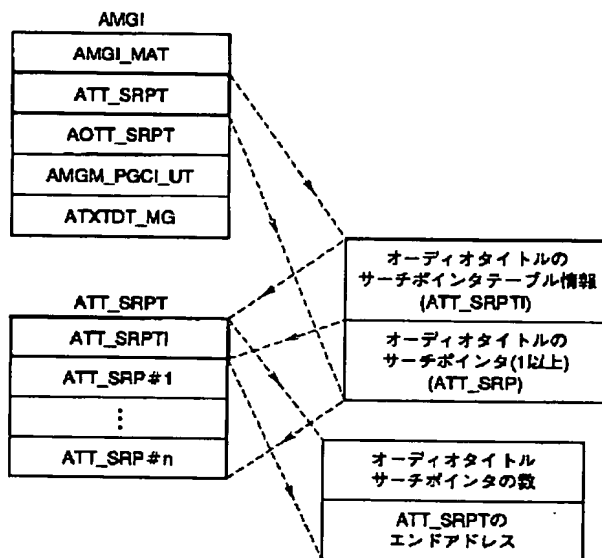 AMGI
AMGI_MAT
ATT_SRPT
AOTT_SRPT
AMGM_PGCI_UT
ATXTDT_MG
オーディオタイトルの
サーチポインタテーブル情報
(ATT_SRPTI)
オーディオタイトルの
サーチポインタ(1以上)
(ATT_SRP)
ATT_SRPT
ATT_SRPTI
ATT_SRP#1
⋮
ATT_SRP#n
オーディオタイトル
サーチポインタの数
ATT_SRPTの
エンドアドレス